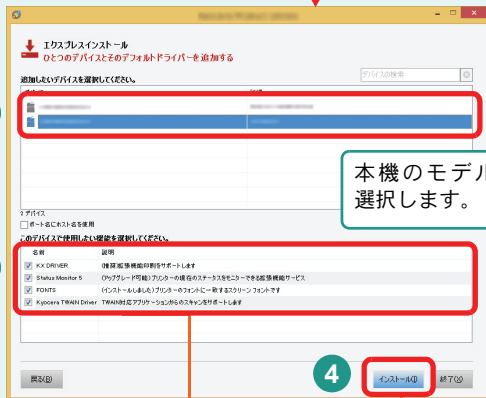 エクスプレスインストール
ひとつのデバイスとそのデフォルトドライバーを追加する
追加したいデバイスを選択してください。
デバイスの検索
本機のモデル
選択します。
2 デバイス
ポート名にホスト名を使用
このデバイスで使用したい機能を選択してください。
名前 説明
KX DRIVER (推奨)拡張機能印刷をサポートします
Status Monitor 5 (アップグレード可能)プリンターの現在のステータスをモニターできる拡張機能サービス
FONTS (インストールしました)プリンターのフォントに一致するスクリーン フォントです
Kyocera TWAIN Driver TWAIN対応アプリケーションからのスキャンをサポートします
4
戻る(B) インストール(I) 終了(X)